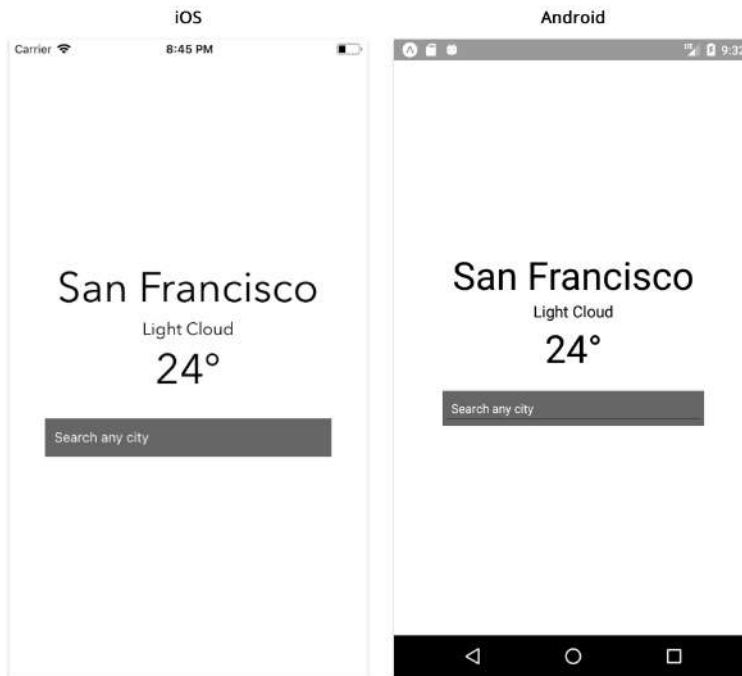 iOS
Carrier
8:45 PM
San Francisco
Light Cloud
24°
Search any city
Android
9:32
San Francisco
Light Cloud
24°
Search any city